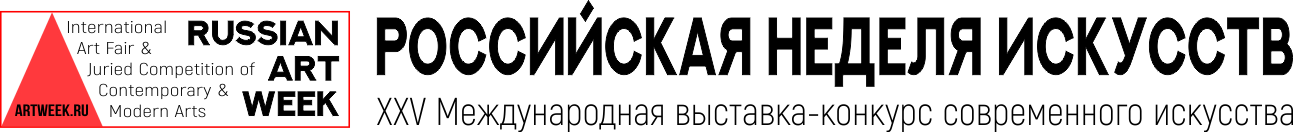 International
Art Fair &
Juried Competition of
Contemporary &
Modern Arts
ARTWEEK.RU
RUSSIAN
ART
WEEK
РОССИЙСКАЯ НЕДЕЛЯ ИСКУССТВ
XXV Международная выставка-конкурс современного искусства